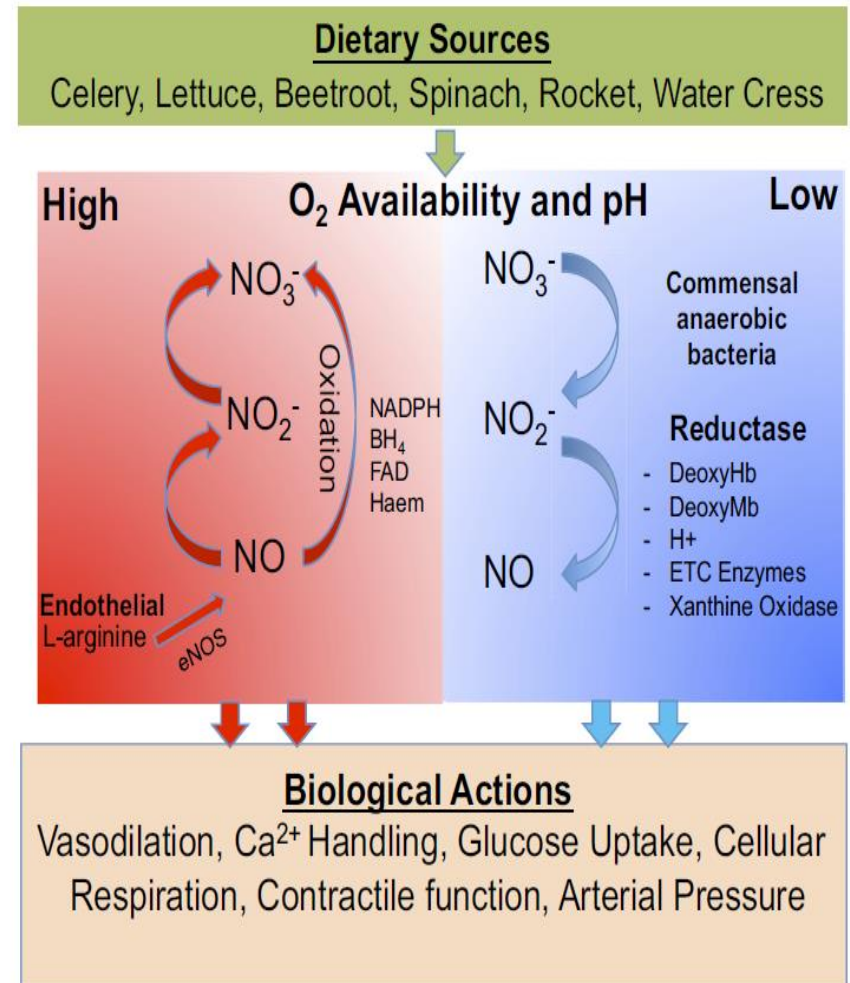 Dietary Sources
Celery, Lettuce, Beetroot, Spinach, Rocket, Water Cress
High
O₂ Availability and pH
Low
NO₃⁻
NO₂⁻
NO
Oxidation
NADPH
BH₄
FAD
Haem
Endothelial
L-arginine
eNOS
NO₃⁻
NO₂⁻
NO
Commensal
anaerobic
bacteria
Reductase
- DeoxyHb
- DeoxyMb
- H+
- ETC Enzymes
- Xanthine Oxidase
Biological Actions
Vasodilation, Ca²⁺ Handling, Glucose Uptake, Cellular
Respiration, Contractile function, Arterial Pressure